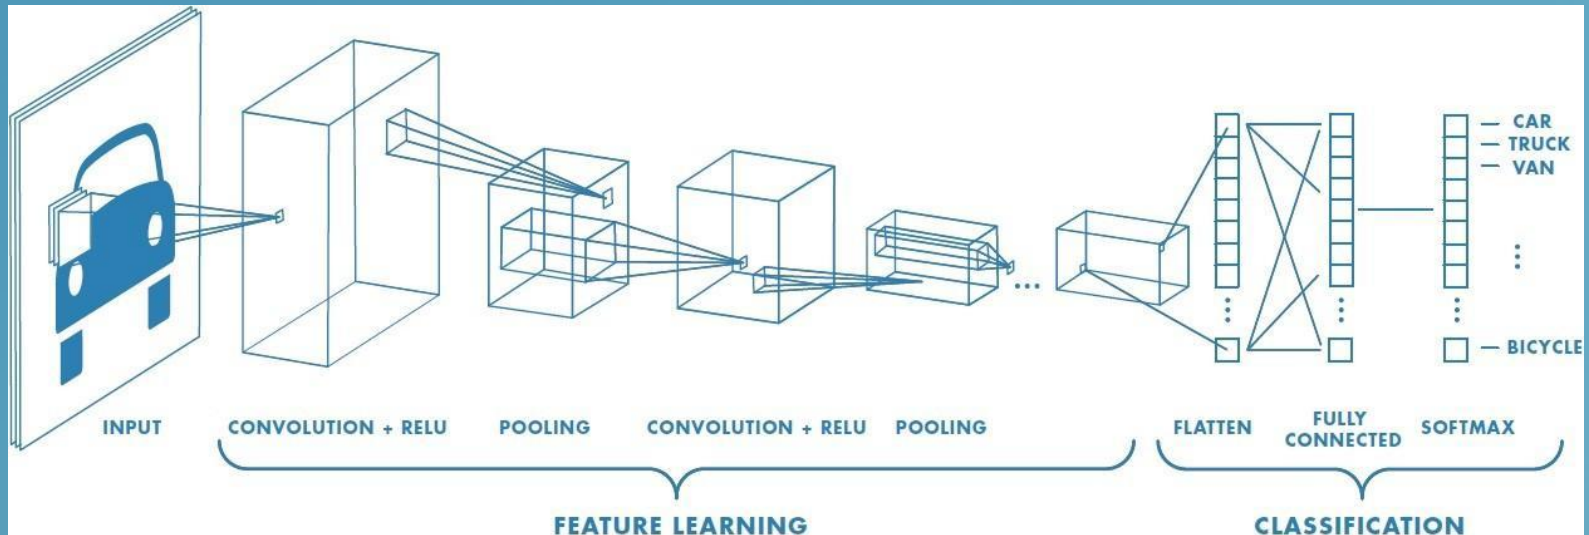 CAR
TRUCK
VAN
BICYCLE
INPUT
CONVOLUTION + RELU
POOLING
CONVOLUTION + RELU
POOLING
FLATTEN
FULLY
CONNECTED
SOFTMAX
FEATURE LEARNING
CLASSIFICATION